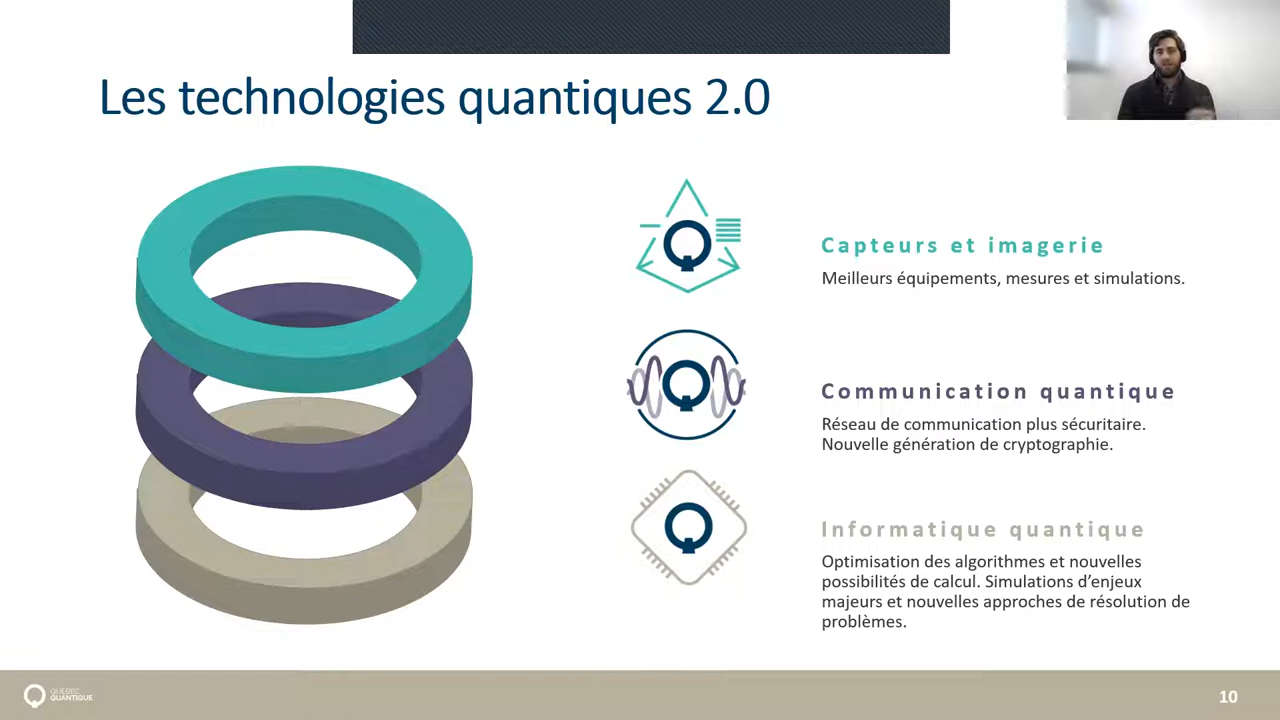 Les technologies quantiques 2.0
Capteurs et imagerie
Meilleurs équipements, mesures et simulations.
Communication quantique
Réseau de communication plus sécuritaire.
Nouvelle génération de cryptographie.
Informatique quantique
Optimisation des algorithmes et nouvelles
possibilités de calcul. Simulations d'enjeux
majeurs et nouvelles approches de résolution de
problèmes.
QUÉBEC
QUANTIQUE
10